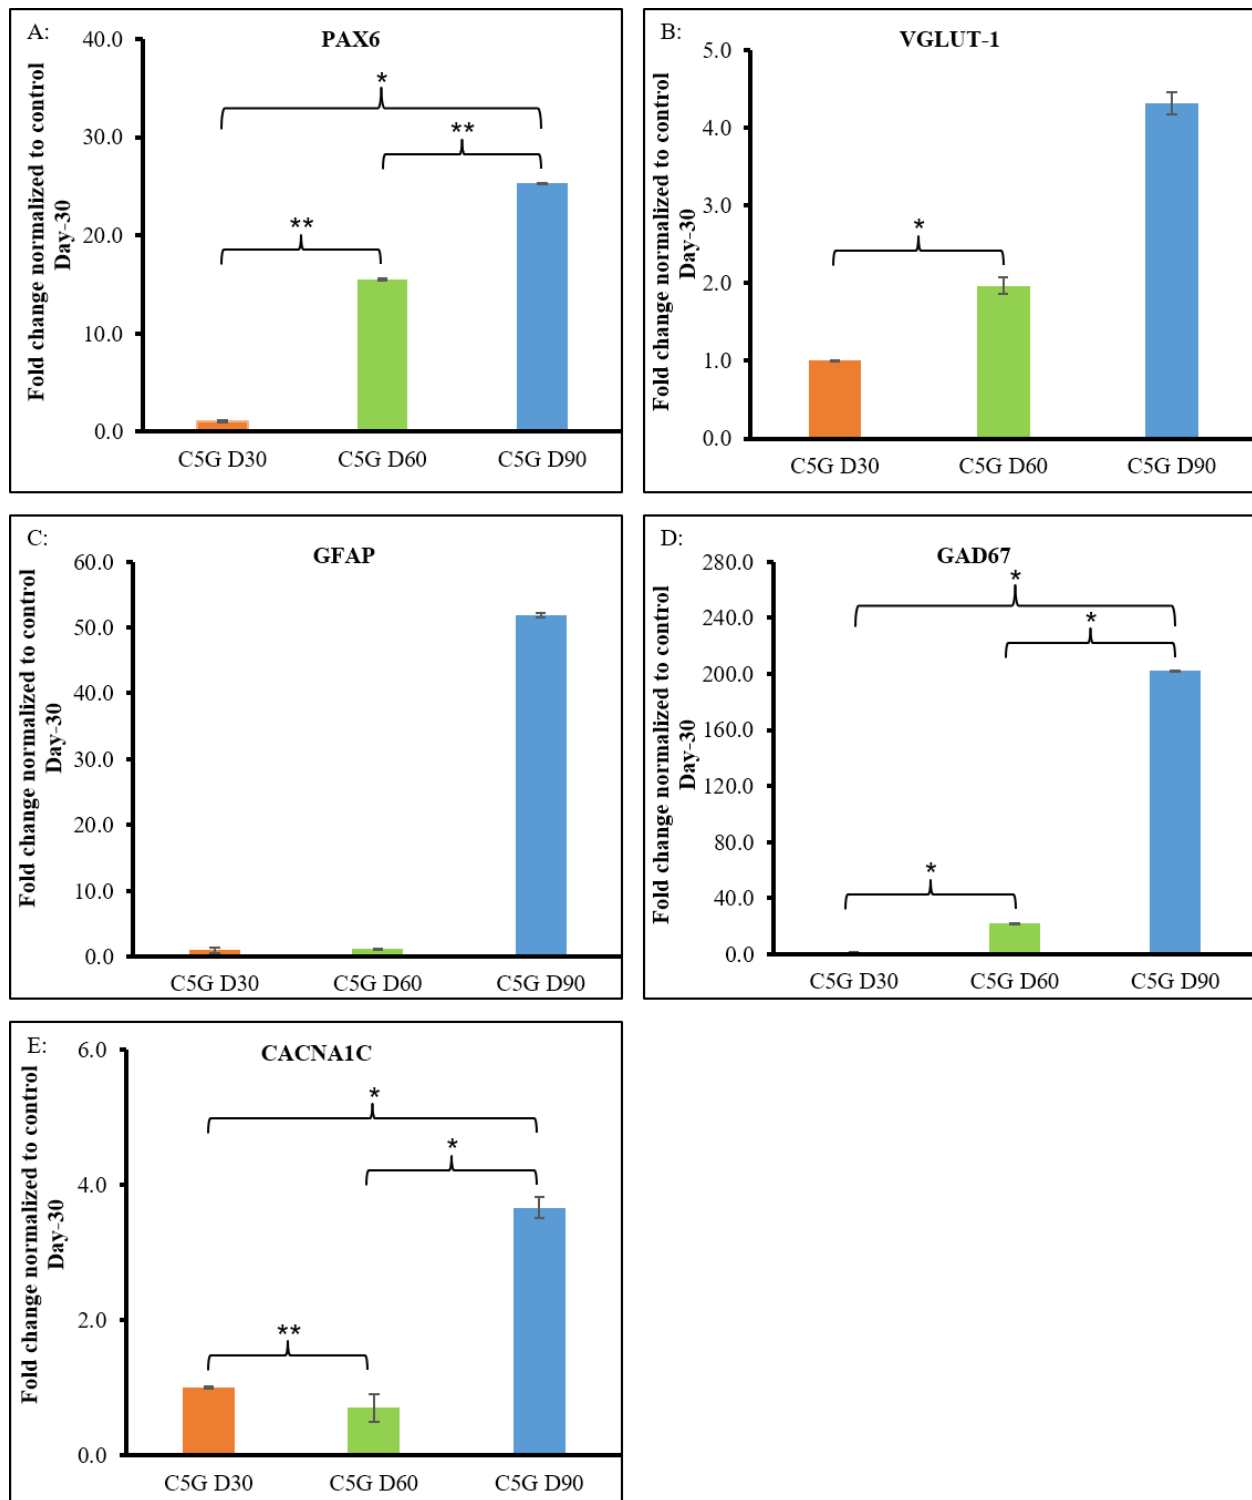 A:
PAX6
Fold change normalized to control
Day-30
40.0
30.0
20.0
10.0
0.0
*
**
**
C5G D30 C5G D60 C5G D90
B:
VGLUT-1
Fold change normalized to control
Day-30
5.0
4.0
3.0
2.0
1.0
0.0
*
C5G D30 C5G D60 C5G D90
C:
GFAP
Fold change normalized to control
Day-30
60.0
50.0
40.0
30.0
20.0
10.0
0.0
C5G D30 C5G D60 C5G D90
D:
GAD67
Fold change normalized to control
Day-30
280.0
240.0
200.0
160.0
120.0
80.0
40.0
0.0
*
*
*
C5G D30 C5G D60 C5G D90
E:
CACNA1C
Fold change normalized to control
Day-30
6.0
4.0
2.0
0.0
*
*
**
C5G D30 C5G D60 C5G D90